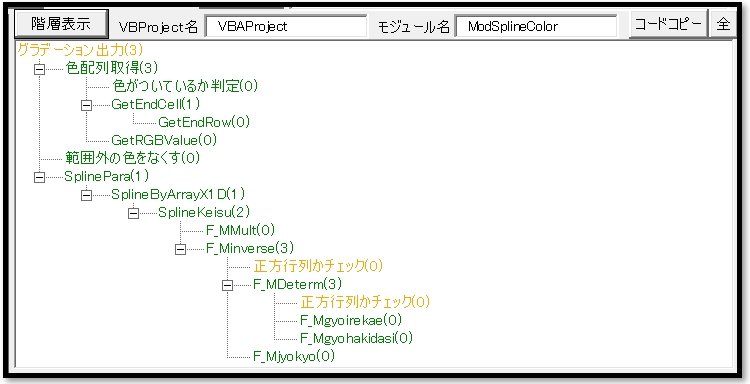 階層表示 VBProject名 VBAProject モジュール名 ModSplineColor コードコピー 全
グラデーション出力(3)
色配列取得(3)
色がついているか判定(0)
GetEndCell(1)
GetEndRow(0)
GetRGBValue(0)
範囲外の色をなくす(0)
SplinePara(1)
SplineByArrayX1D(1)
SplineKeisu(2)
F_MMult(0)
F_Minverse(3)
正方行列かチェック(0)
F_MDeterm(3)
正方行列かチェック(0)
F_Mgyoirekae(0)
F_Mgyohakidasi(0)
F_Mjyokyo(0)